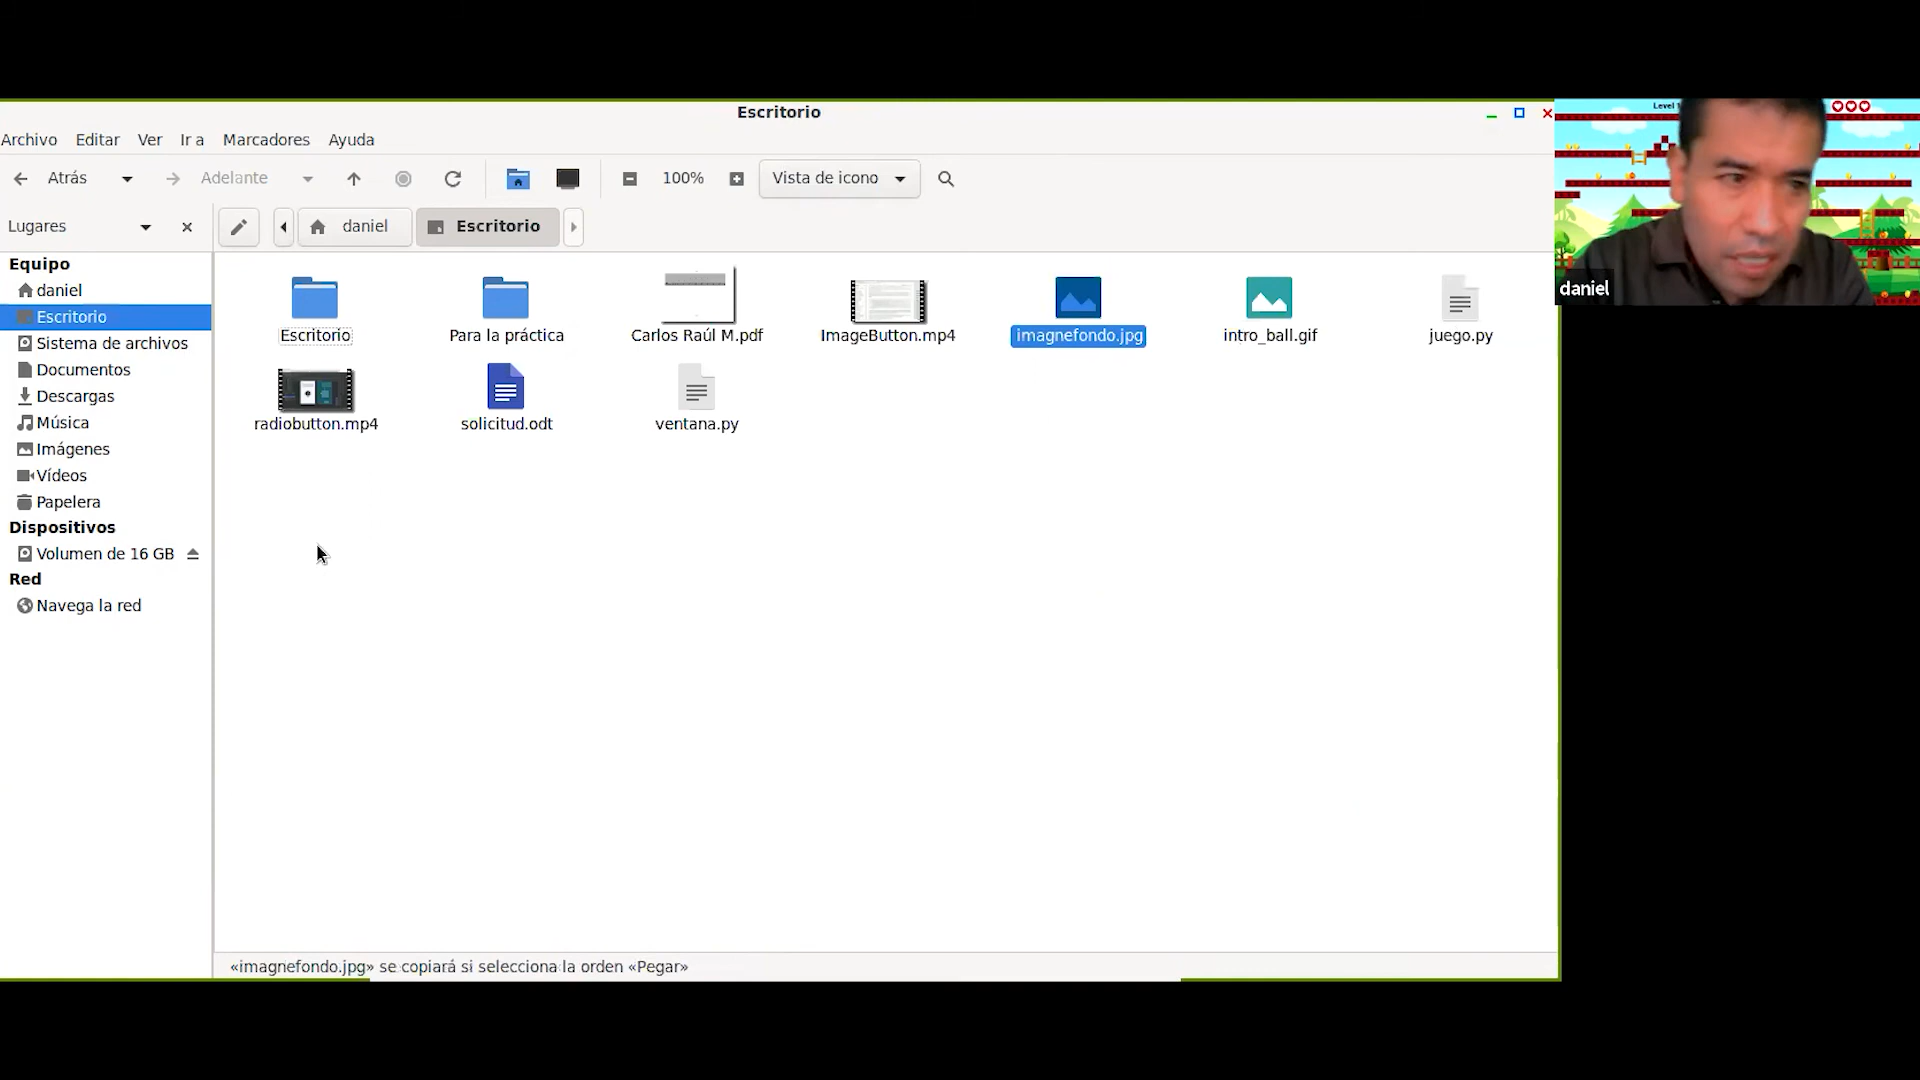 Escritorio
Archivo Editar Ver Ir a Marcadores Ayuda
Atrás Adelante 100% Vista de icono
Lugares daniel Escritorio
Equipo
daniel
Escritorio
Sistema de archivos
Documentos
Descargas
Música
Imágenes
Vídeos
Papelera
Dispositivos
Volumen de 16 GB
Red
Navega la red
Escritorio Para la práctica Carlos Raúl M.pdf ImageButton.mp4 imagnefondo.jpg intro_ball.gif juego.py
radiobutton.mp4 solicitud.odt ventana.py
«imagnefondo.jpg» se copiará si selecciona la orden «Pegar»
Level
daniel